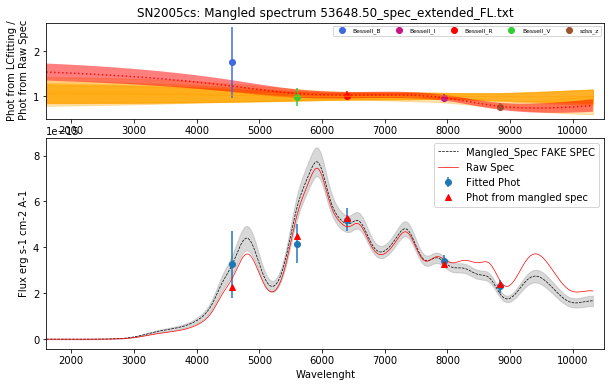 SN2005cs: Mangled spectrum 53648.50_spec_extended_FL.txt
Phot from LCfitting /
Phot from Raw Spec
2
1
Bessell_B
Bessell_I
Bessell_R
Bessell_V
sdss_z
2000 3000 4000 5000 6000 7000 8000 9000 10000
1e-15
Flux erg s-1 cm-2 A-1
8
6
4
2
0
Mangled_Spec FAKE SPEC
Raw Spec
Fitted Phot
Phot from mangled spec
2000 3000 4000 5000 6000 7000 8000 9000 10000
Wavelenght